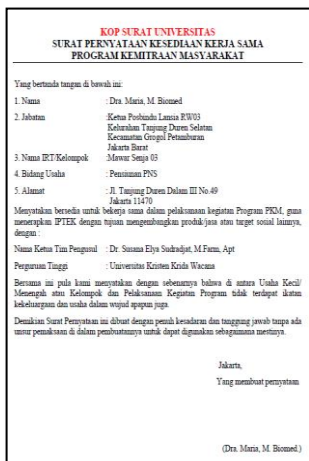 KOP SURAT UNIVERSITAS
SURAT PERNYATAAN KESEDIAAN KERJA SAMA
PROGRAM KEMITRAAN MASYARAKAT
Yang bertanda tangan di bawah ini:
1. Nama : Dra. Maria, M. Biomed
2. Jabatan :Ketua Posbindu Lansia RW03
Kelurahan Tanjung Duren Selatan
Kecamatan Grogol Petamburan
Jakarta Barat
3. Nama IRT/Kelompok :Mawar Senja 03
4. Bidang Usaha : Pensiunan PNS
5. Alamat : Jl. Tanjung Duren Dalam III No.49
Jakarta 11470
Menyatakan bersedia untuk bekerja sama dalam pelaksanaan kegiatan Program PKM, guna
menerapkan IPTEK dengan tujuan mengembangkan produk/jasa atau target sosial lainnya,
dengan :
Nama Ketua Tim Pengusul : Dr. Susana Elya Sudradjat, M.Farm, Apt
Perguruan Tinggi : Universitas Kristen Krida Wacana
Bersama ini pula kami menyatakan dengan sebenarnya bahwa di antara Usaha Kecil/
Menengah atau Kelompok dan Pelaksanaan Kegiatan Program tidak terdapat ikatan
kekeluargaan dan usaha dalam wujud apapun juga.
Demikian Surat Pernyataan ini dibuat dengan penuh kesadaran dan tanggung jawab tanpa ada
unsur pemaksaan di dalam pembuatannya untuk dapat digunakan sebagaimana mestinya.
Jakarta,
Yang membuat pernyataan
(Dra. Maria, M. Biomed.)